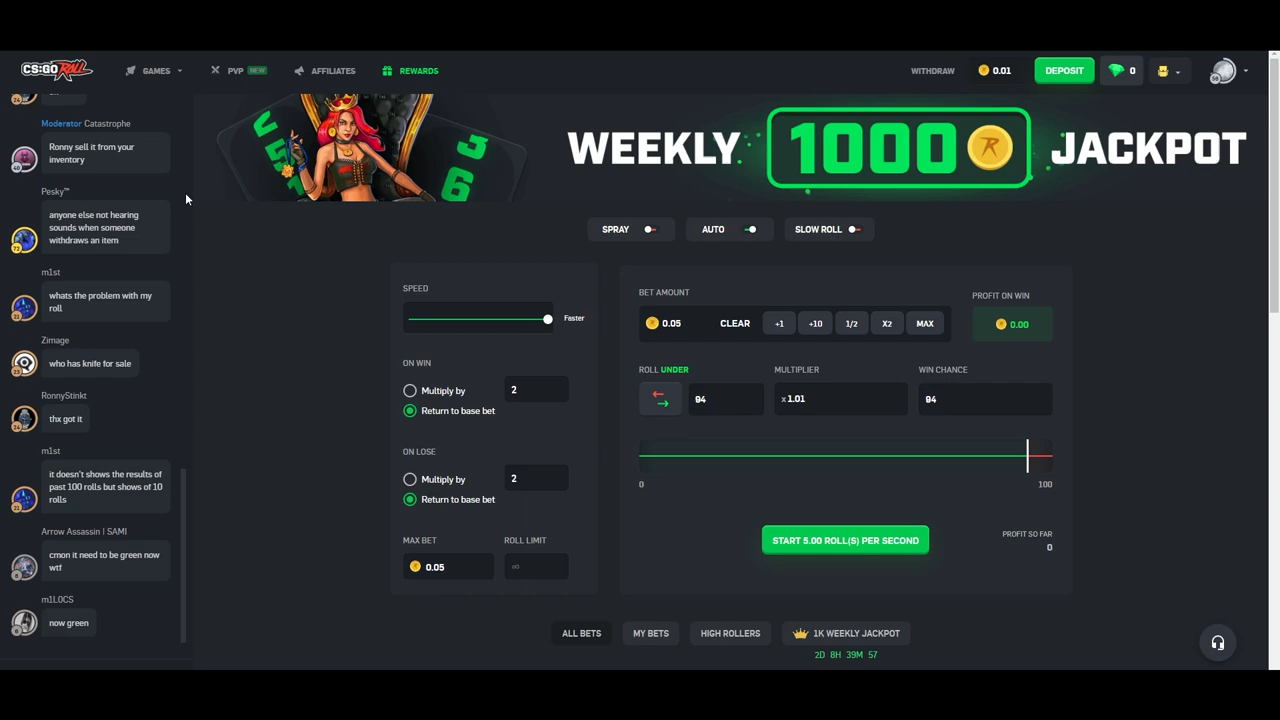 CS:GO ROLL
GAMES
PVP NEW
AFFILIATES
REWARDS
WITHDRAW
0.01
DEPOSIT
0
Moderator Catastrophe
Ronny sell it from your
inventory
Pesky™
anyone else not hearing
sounds when someone
withdraws an item
72
m1st
whats the problem with my
roll
Zimage
who has knife for sale
RonnyStinkt
thx got it
m1st
it doesn't shows the results of
past 100 rolls but shows of 10
rolls
Arrow Assassin | SAMI
cmon it need to be green now
wtf
m1L0CS
now green
WEEKLY 1000 JACKPOT
SPRAY
AUTO
SLOW ROLL
SPEED
Faster
ON WIN
Multiply by
2
Return to base bet
ON LOSE
Multiply by
2
Return to base bet
MAX BET
ROLL LIMIT
0.05
∞
BET AMOUNT
PROFIT ON WIN
0.05
CLEAR
+1
+10
1/2
X2
MAX
0.00
ROLL UNDER
MULTIPLIER
WIN CHANCE
94
x 1.01
94
0
100
START 5.00 ROLL(S) PER SECOND
PROFIT SO FAR
0
ALL BETS
MY BETS
HIGH ROLLERS
1K WEEKLY JACKPOT
2D 8H 39M 57